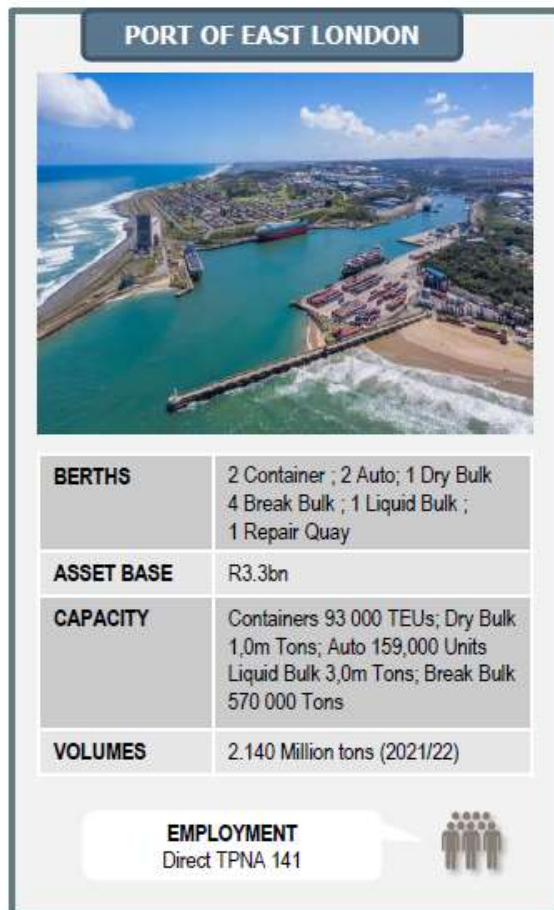 PORT OF EAST LONDON
BERTHS
2 Container ; 2 Auto; 1 Dry Bulk
4 Break Bulk ; 1 Liquid Bulk ;
1 Repair Quay
ASSET BASE
R3.3bn
CAPACITY
Containers 93 000 TEUs; Dry Bulk
1,0m Tons; Auto 159,000 Units
Liquid Bulk 3,0m Tons; Break Bulk
570 000 Tons
VOLUMES
2.140 Million tons (2021/22)
EMPLOYMENT
Direct TPNA 141